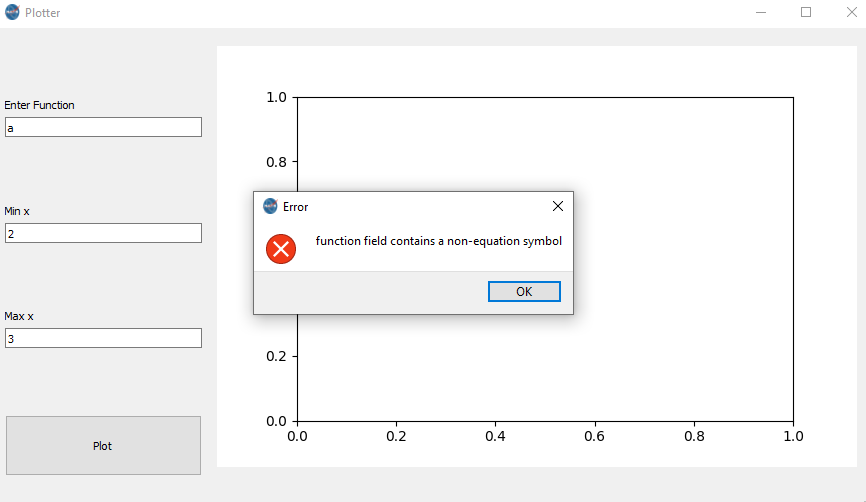 Plotter
Enter Function
a
Min x
2
Max x
3
Plot
1.0
0.8
0.2
0.0
0.0 0.2 0.4 0.6 0.8 1.0
Error
function field contains a non-equation symbol
OK